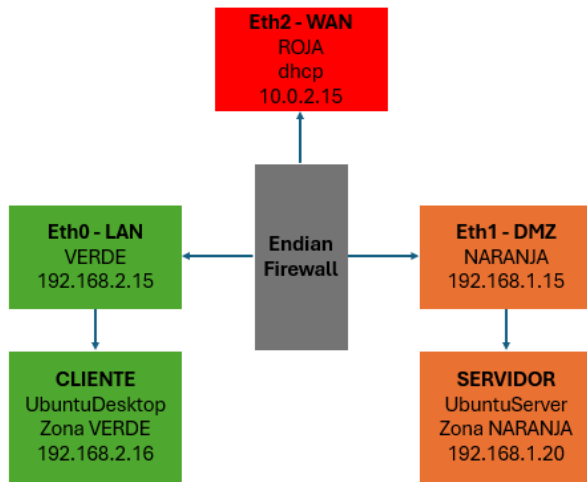 Eth2 - WAN
ROJA
dhcp
10.0.2.15
Eth0 - LAN
VERDE
192.168.2.15
Endian
Firewall
Eth1 - DMZ
NARANJA
192.168.1.15
CLIENTE
UbuntuDesktop
Zona VERDE
192.168.2.16
SERVIDOR
UbuntuServer
Zona NARANJA
192.168.1.20